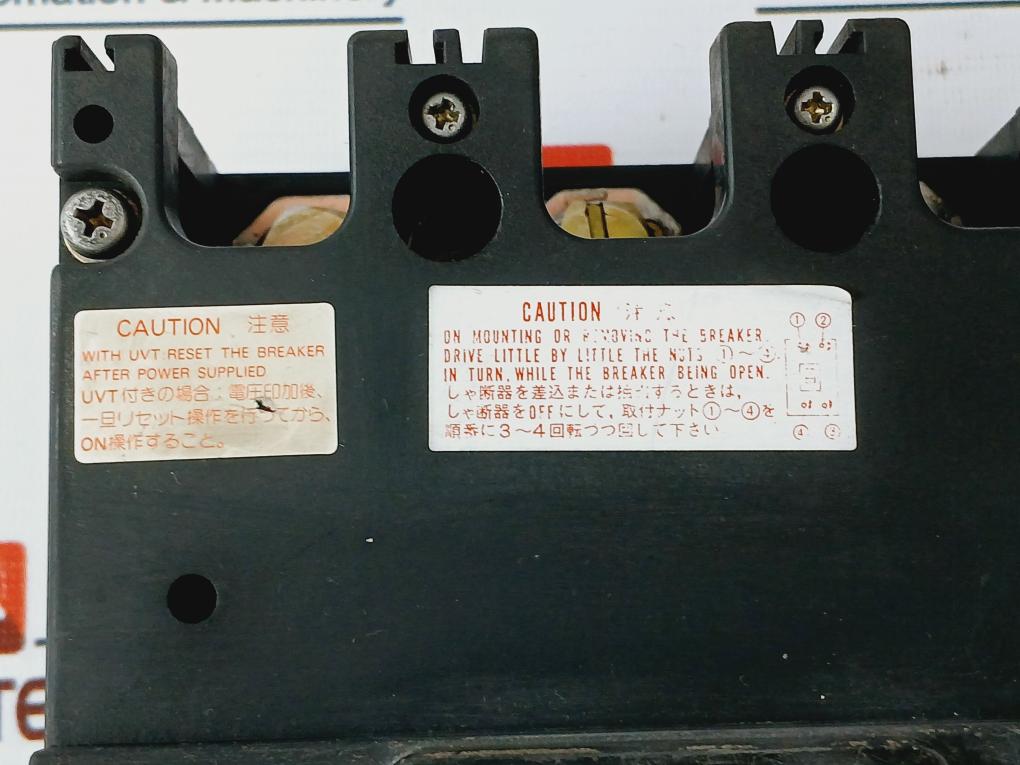 CAUTION 注意
WITH UVT: RESET THE BREAKER
AFTER POWER SUPPLIED
UVT付きの場合:電圧印加後、
一旦リセット操作を行ってから、
ON操作すること。
CAUTION 注意
ON MOUNTING OR REMOVING THE BREAKER.
DRIVE LITTLE BY LITTLE THE NUTS ①~④
IN TURN, WHILE THE BREAKER BEING OPEN.
しゃ断器を差込または するときは,
しゃ断器をOFFにして, 取付ナット①~④を
順番に3~4回転つつ回して下さい
① ②
④ ③